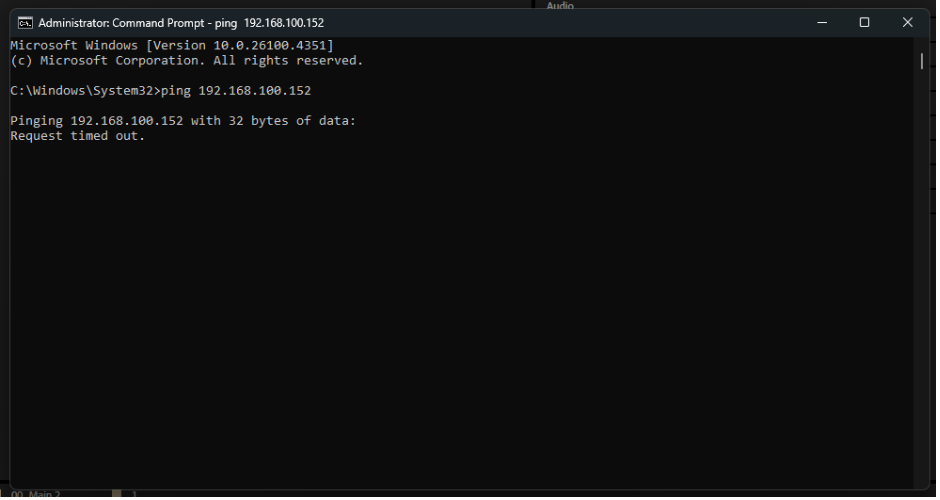 Audio
Administrator: Command Prompt - ping  192.168.100.152
Microsoft Windows [Version 10.0.26100.4351]
(c) Microsoft Corporation. All rights reserved.
C:\Windows\System32>ping 192.168.100.152
Pinging 192.168.100.152 with 32 bytes of data:
Request timed out.
00. Main 2
1